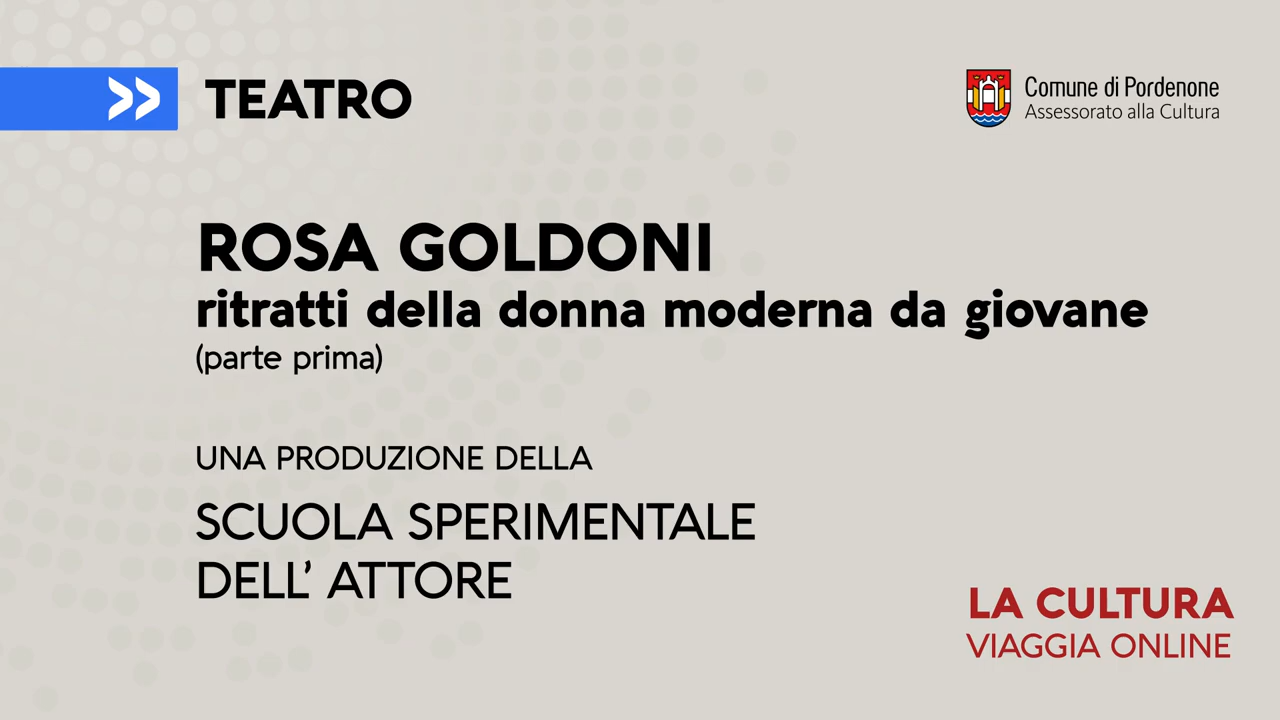 TEATRO
Comune di Pordenone
Assessorato alla Cultura
ROSA GOLDONI
ritratti della donna moderna da giovane
(parte prima)
UNA PRODUZIONE DELLA
SCUOLA SPERIMENTALE
DELL' ATTORE
LA CULTURA
VIAGGIA ONLINE